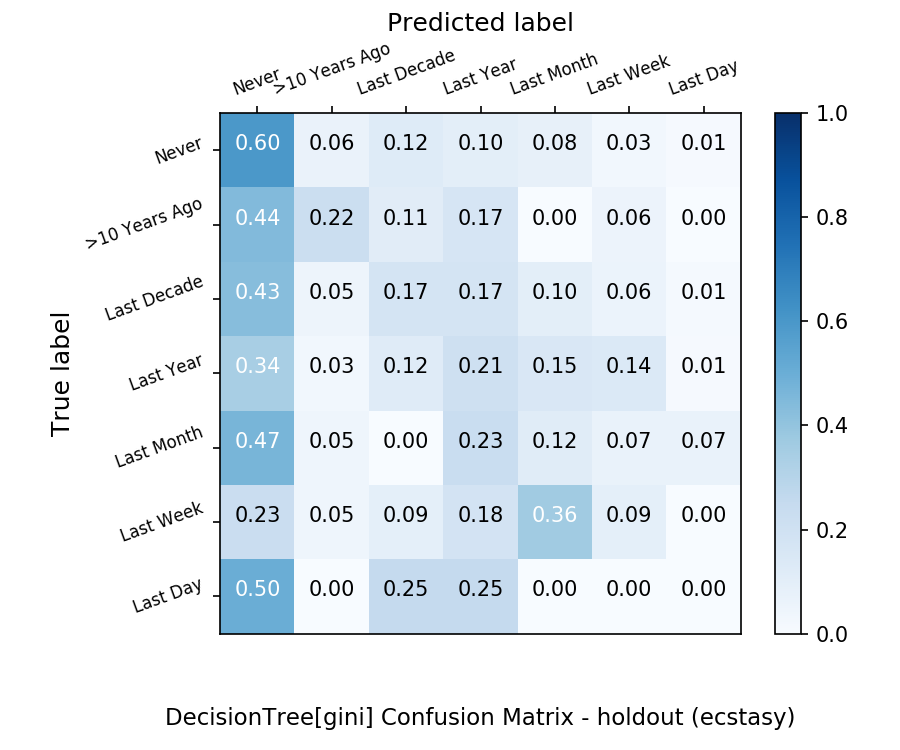 Predicted label
Never >10 Years Ago Last Decade Last Year Last Month Last Week Last Day
1.0
Never 0.60 0.06 0.12 0.10 0.08 0.03 0.01
0.8
>10 Years Ago 0.44 0.22 0.11 0.17 0.00 0.06 0.00
Last Decade 0.43 0.05 0.17 0.17 0.10 0.06 0.01
0.6
True label
Last Year 0.34 0.03 0.12 0.21 0.15 0.14 0.01
0.4
Last Month 0.47 0.05 0.00 0.23 0.12 0.07 0.07
Last Week 0.23 0.05 0.09 0.18 0.36 0.09 0.00
0.2
Last Day 0.50 0.00 0.25 0.25 0.00 0.00 0.00
0.0
DecisionTree[gini] Confusion Matrix - holdout (ecstasy)